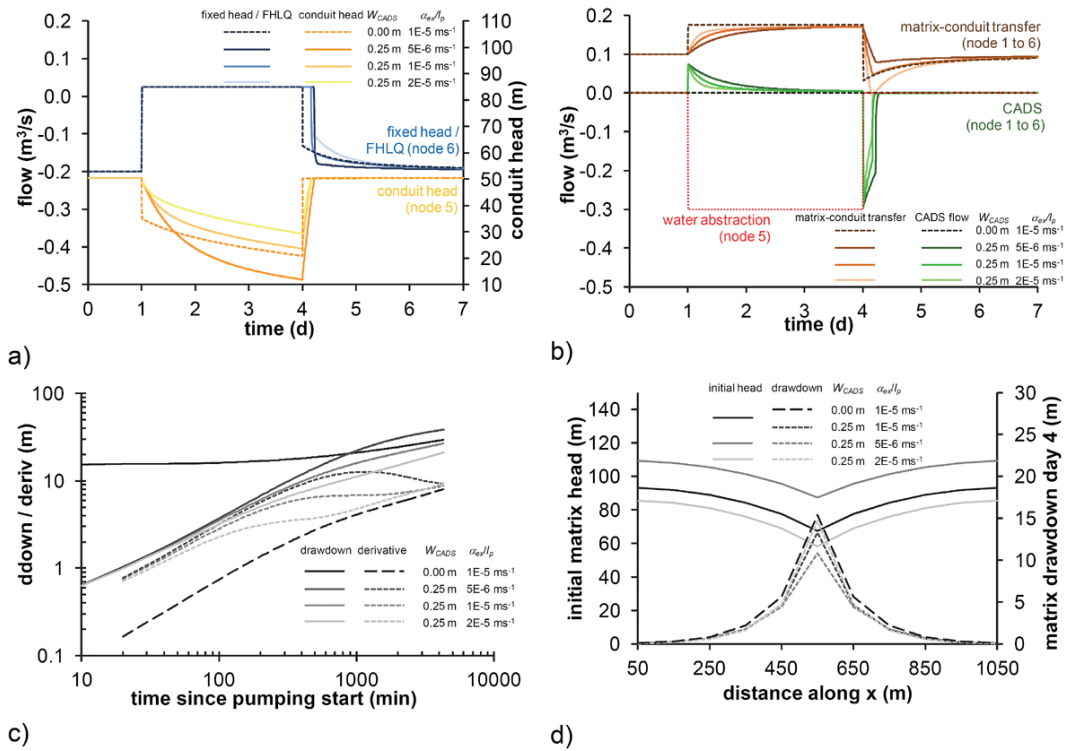 fixed head / FHLQ conduit head W_CADS α_ex/l_p
0.00 m 1E-5 ms⁻¹
0.25 m 5E-6 ms⁻¹
0.25 m 1E-5 ms⁻¹
0.25 m 2E-5 ms⁻¹
0.2
0.1
0.0
-0.1
-0.2
-0.3
-0.4
-0.5
flow (m³/s)
110
100
90
80
70
60
50
40
30
20
10
conduit head (m)
fixed head /
FHLQ (node 6)
conduit head
(node 5)
0 1 2 3 4 5 6 7
time (d)
a)
0.2
0.1
0.0
-0.1
-0.2
-0.3
-0.4
-0.5
flow (m³/s)
matrix-conduit transfer
(node 1 to 6)
CADS
(node 1 to 6)
water abstraction
(node 5)
matrix-conduit transfer CADS flow W_CADS α_ex/l_p
0.00 m 1E-5 ms⁻¹
0.25 m 5E-6 ms⁻¹
0.25 m 1E-5 ms⁻¹
0.25 m 2E-5 ms⁻¹
0 1 2 3 4 5 6 7
time (d)
b)
100
10
1
0.1
ddown / deriv (m)
drawdown derivative W_CADS α_ex/l_p
0.00 m 1E-5 ms⁻¹
0.25 m 5E-6 ms⁻¹
0.25 m 1E-5 ms⁻¹
0.25 m 2E-5 ms⁻¹
10 100 1000 10000
time since pumping start (min)
c)
initial head drawdown W_CADS α_ex/l_p
0.00 m 1E-5 ms⁻¹
0.25 m 1E-5 ms⁻¹
0.25 m 5E-6 ms⁻¹
0.25 m 2E-5 ms⁻¹
140
120
100
80
60
40
20
0
initial matrix head (m)
30
25
20
15
10
5
0
matrix drawdown day 4 (m)
50 250 450 650 850 1050
distance along x (m)
d)